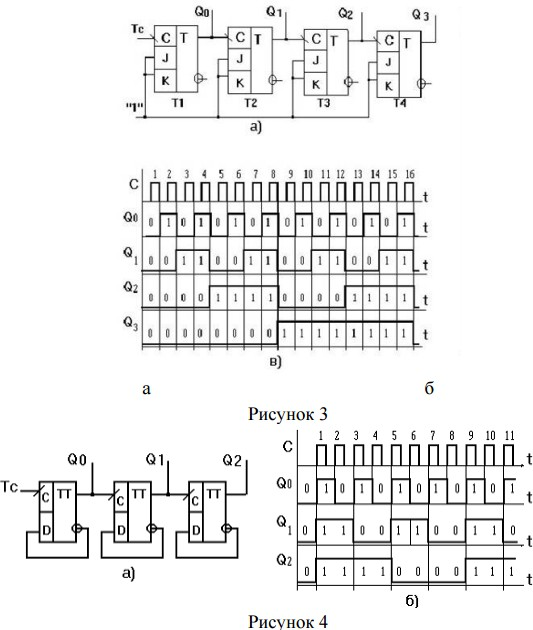 Q0 Q1 Q2 Q3
Tc C T C T C T C T
J J J J
K K K K
"1" T1 T2 T3 T4
а)
1 2 3 4 5 6 7 8 9 10 11 12 13 14 15 16
C t
Q0 0 1 0 1 0 1 0 1 0 1 0 1 0 1 0 1 t
Q1 0 0 1 1 0 0 1 1 0 0 1 1 0 0 1 1 t
Q2 0 0 0 0 1 1 1 1 0 0 0 0 1 1 1 1 t
Q3 0 0 0 0 0 0 0 0 1 1 1 1 1 1 1 1 t
в)
а б
Рисунок 3
Q0 Q1 Q2
Tc C TT C TT C TT
D D D
а)
1 2 3 4 5 6 7 8 9 10 11
C t
Q0 0 1 0 1 0 1 0 1 0 1 0 1 t
Q1 0 1 1 0 0 1 1 0 0 1 1 0 t
Q2 0 1 1 1 1 0 0 0 0 1 1 1 t
б)
Рисунок 4